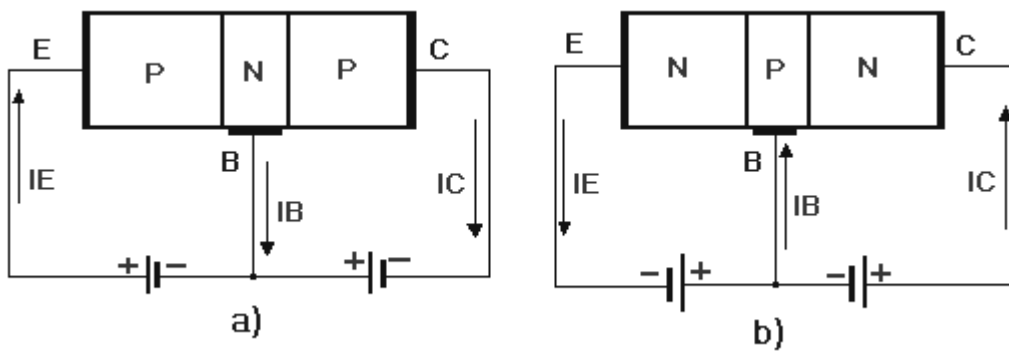 E P N P C
B
IE IB IC
+ − + −
a)
E N P N C
B
IE IB IC
− + − +
b)